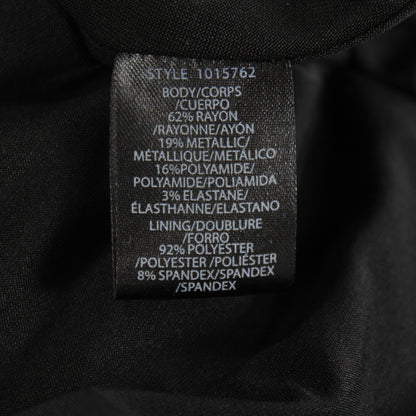 STYLE 1015762
BODY/CORPS
/CUERPO
62% RAYON
/RAYONNE/AYÓN
19% METALLIC/
MÉTALLIQUE/METÁLICO
16%POLYAMIDE/
POLYAMIDE/POLIAMIDA
3% ELASTANE/
ÉLASTHANNE/ELASTANO
LINING/DOUBLURE
/FORRO
92% POLYESTER
/POLYESTER /POLIÉSTER
8% SPANDEX/SPANDEX
/SPANDEX